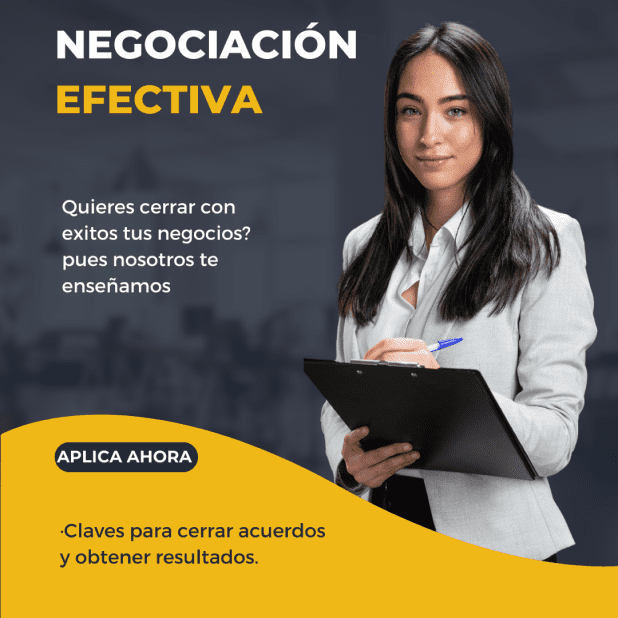 NEGOCIACIÓN
EFECTIVA
Quieres cerrar con
exitos tus negocios?
pues nosotros te
enseñamos
APLICA AHORA
·Claves para cerrar acuerdos
y obtener resultados.